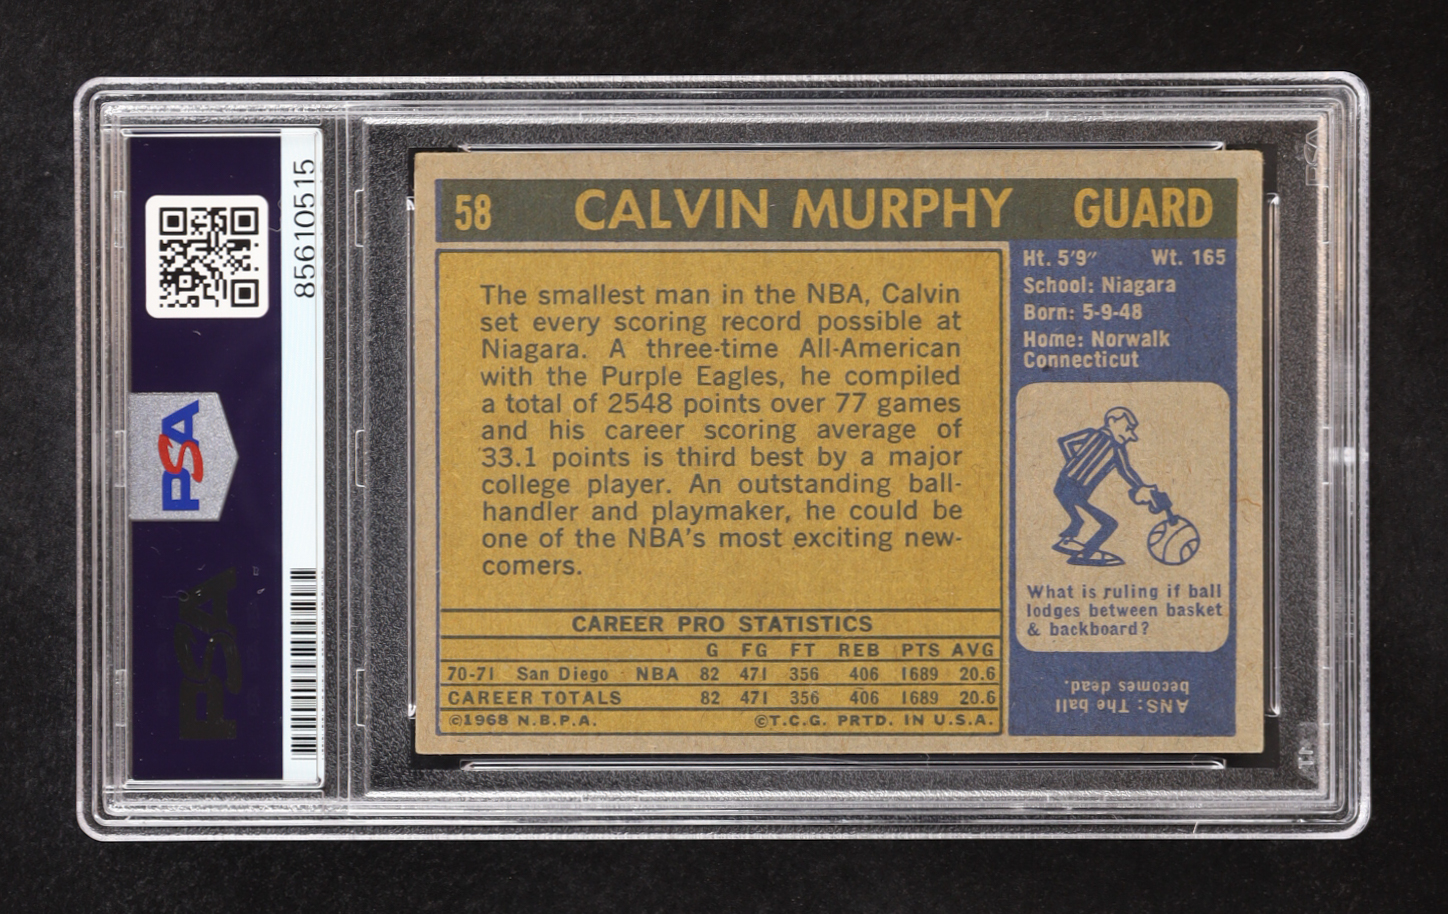 85610515
PSA
PSA
58 CALVIN MURPHY GUARD
The smallest man in the NBA, Calvin
set every scoring record possible at
Niagara. A three-time All-American
with the Purple Eagles, he compiled
a total of 2548 points over 77 games
and his career scoring average of
33.1 points is third best by a major
college player. An outstanding ball-
handler and playmaker, he could be
one of the NBA's most exciting new-
comers.
CAREER PRO STATISTICS
G FG FT REB PTS AVG
70-71 San Diego NBA 82 471 356 406 1689 20.6
CAREER TOTALS 82 471 356 406 1689 20.6
©1968 N.B.P.A. ©T.C.G. PRTD. IN U.S.A.
Ht. 5'9" Wt. 165
School: Niagara
Born: 5-9-48
Home: Norwalk
Connecticut
What is ruling if ball
lodges between basket
& backboard?
ANS: The ball
becomes dead.
PSA